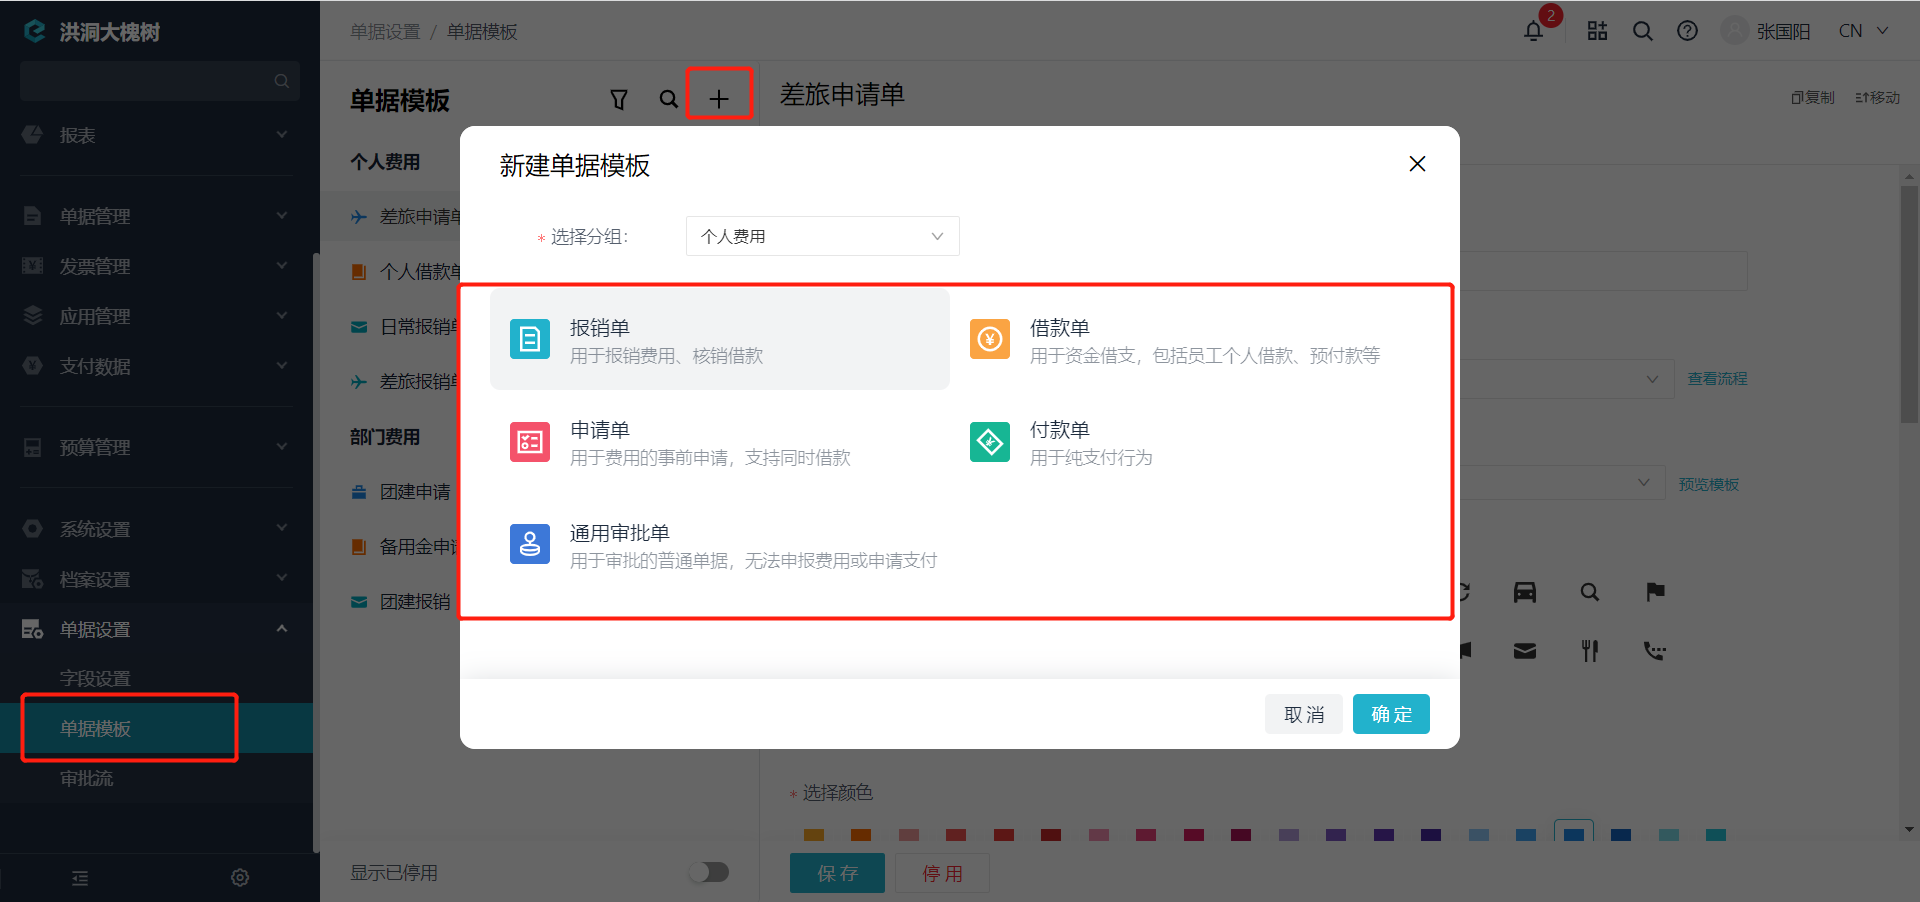 洪洞大槐树
报表
单据管理
发票管理
应用管理
支付数据
预算管理
系统设置
档案设置
单据设置
字段设置
单据模板
审批流
单据设置 / 单据模板
2
张国阳
CN
单据模板
个人费用
差旅申请单
个人借款单
日常报销单
差旅报销单
部门费用
团建申请
备用金申请
团建报销
显示已停用
差旅申请单
复制
移动
查看流程
预览模板
* 选择颜色
保存
停用
新建单据模板
* 选择分组：
个人费用
报销单
用于报销费用、核销借款
借款单
用于资金借支，包括员工个人借款、预付款等
申请单
用于费用的事前申请，支持同时借款
付款单
用于纯支付行为
通用审批单
用于审批的普通单据，无法申报费用或申请支付
取消
确定